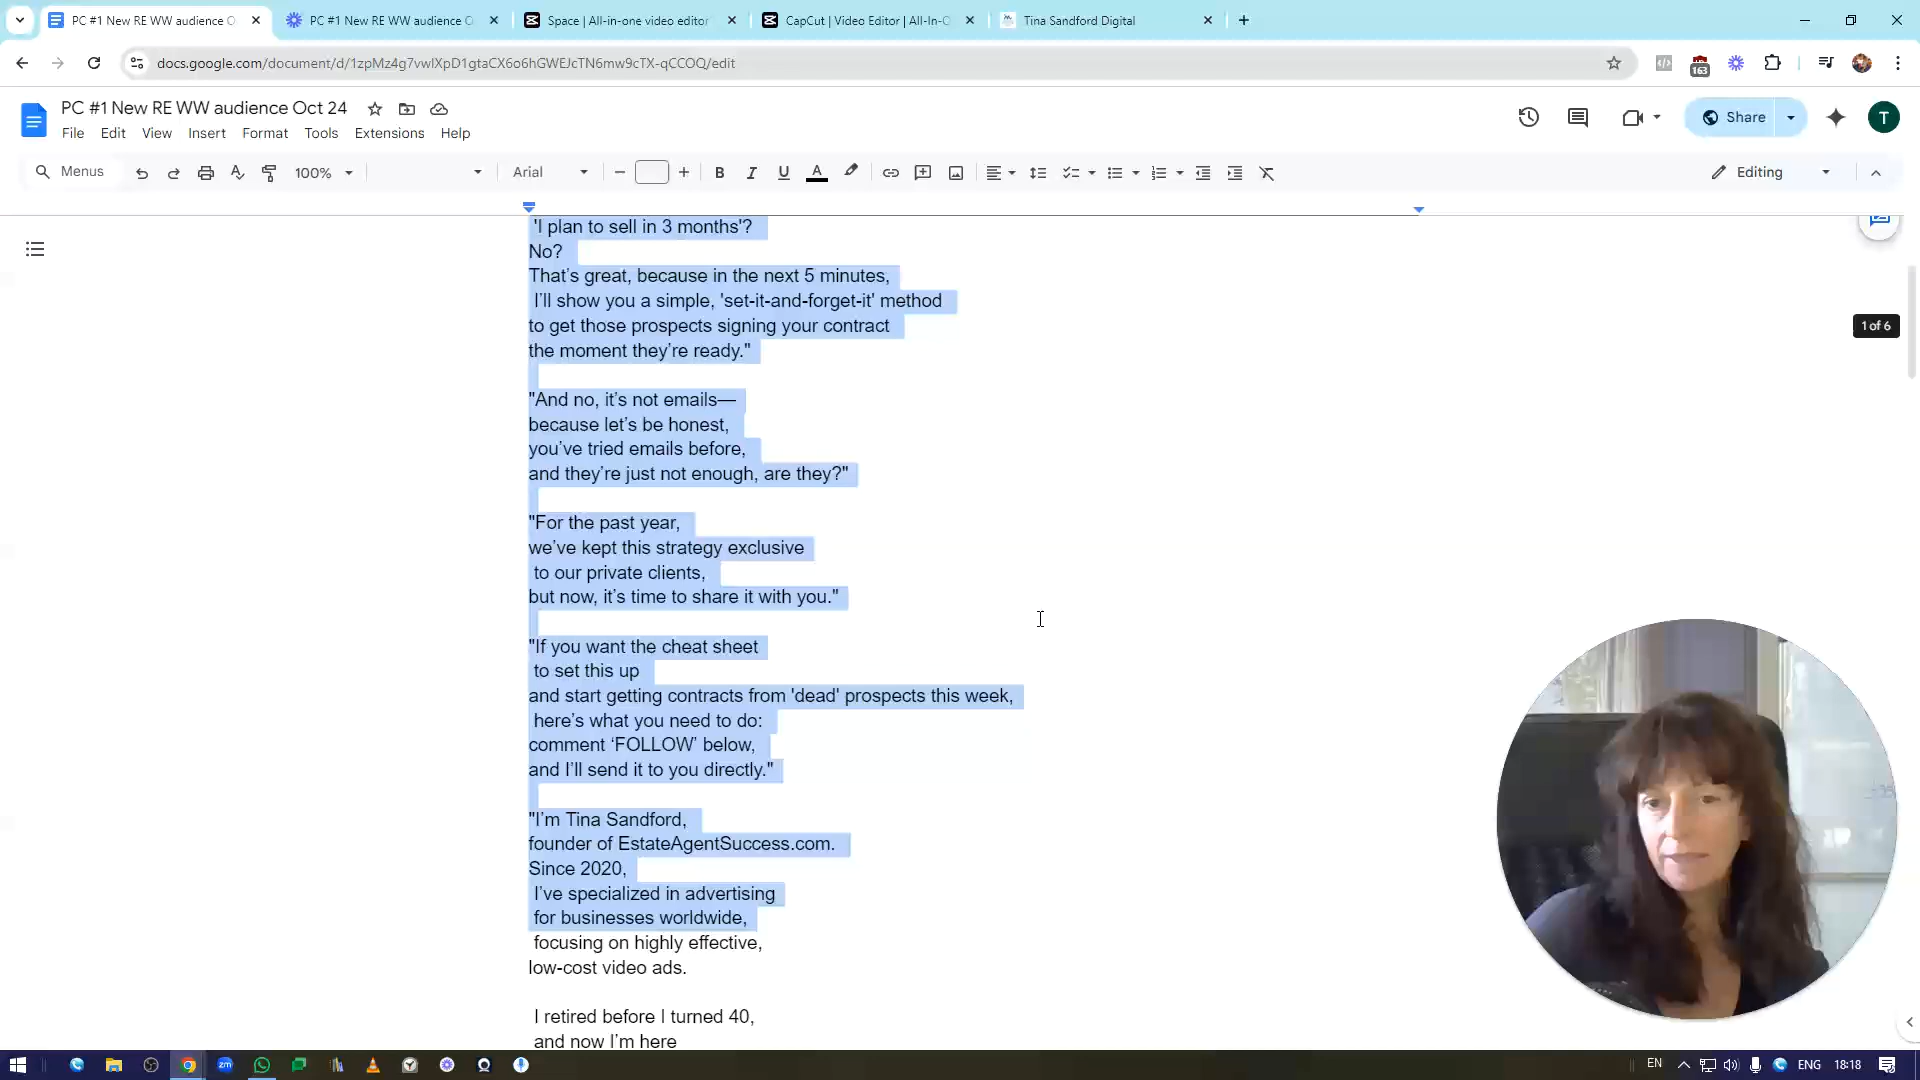 PC #1 New RE WW audience Oct
PC #1 New RE WW audience O
Space | All-in-one video editor
CapCut | Video Editor | All-In-O
Tina Sandford Digital
docs.google.com/document/d/1zpMz4g7vwlXpD1gtaCX6o6hGWEJcTN6mw9cTX-qCCOQ/edit
163
PC #1 New RE WW audience Oct 24
File Edit View Insert Format Tools Extensions Help
Share
T
Menus 100% Arial B I U A Editing
'I plan to sell in 3 months'?
No?
That’s great, because in the next 5 minutes,
I’ll show you a simple, 'set-it-and-forget-it' method
to get those prospects signing your contract
the moment they’re ready."
1 of 6
"And no, it’s not emails—
because let’s be honest,
you’ve tried emails before,
and they’re just not enough, are they?"
"For the past year,
we’ve kept this strategy exclusive
to our private clients,
but now, it’s time to share it with you."
"If you want the cheat sheet
to set this up
and start getting contracts from 'dead' prospects this week,
here’s what you need to do:
comment ‘FOLLOW’ below,
and I’ll send it to you directly."
"I’m Tina Sandford,
founder of EstateAgentSuccess.com.
Since 2020,
I’ve specialized in advertising
for businesses worldwide,
focusing on highly effective,
low-cost video ads.
I retired before I turned 40,
and now I’m here
zm
EN
ENG
18:18